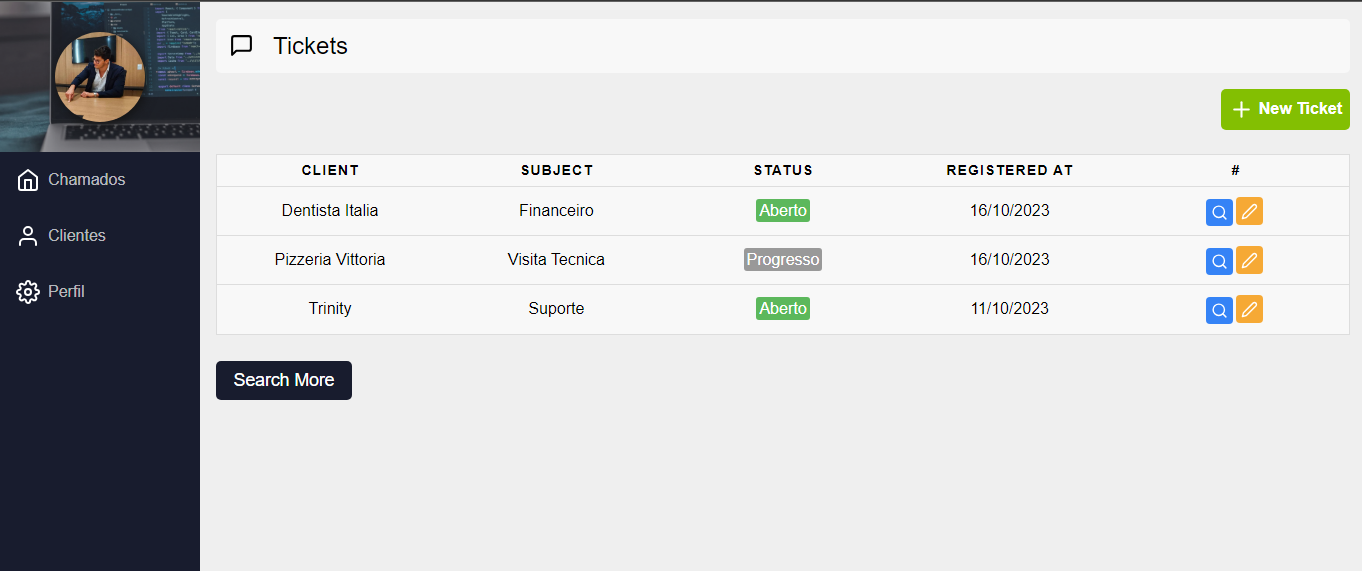 Tickets
New Ticket
Chamados
Clientes
Perfil
CLIENT SUBJECT STATUS REGISTERED AT #
Dentista Italia Financeiro Aberto 16/10/2023
Pizzeria Vittoria Visita Tecnica Progresso 16/10/2023
Trinity Suporte Aberto 11/10/2023
Search More